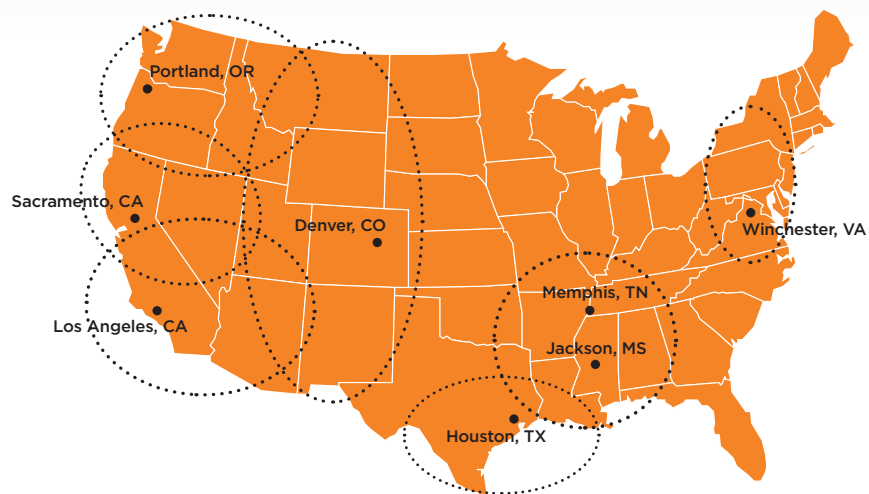 Portland, OR
Sacramento, CA
Denver, CO
Winchester, VA
Memphis, TN
Los Angeles, CA
Jackson, MS
Houston, TX